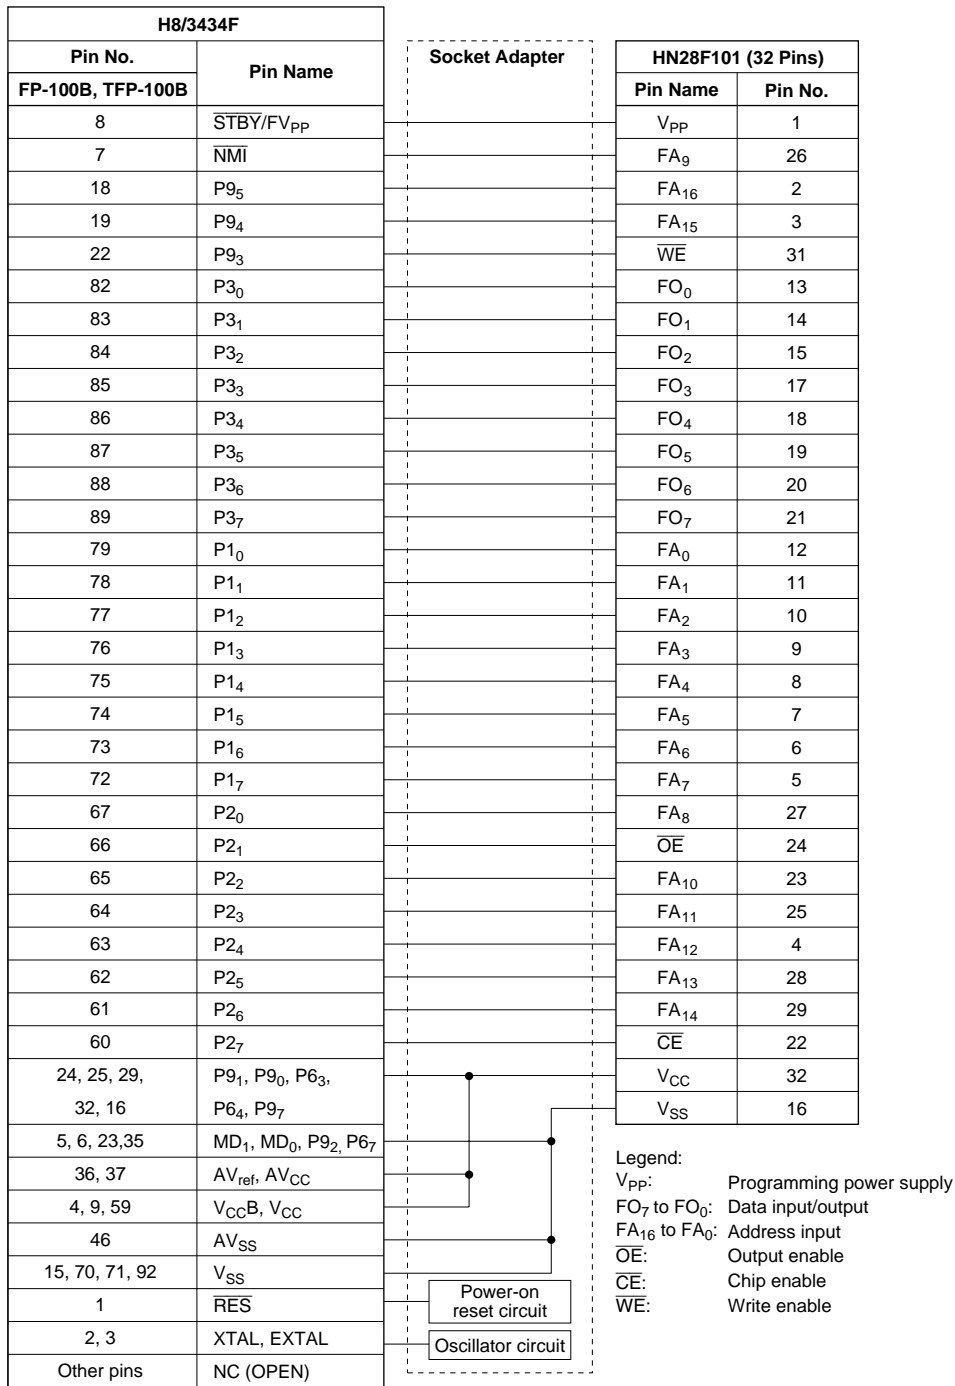 H8/3434F
Pin No. Pin Name Socket Adapter HN28F101 (32 Pins)
FP-100B, TFP-100B Pin Name Pin No.
8 S̅T̅B̅Y̅/FVPP VPP 1
7 N̅M̅I̅ FA9 26
18 P95 FA16 2
19 P94 FA15 3
22 P93 W̅E̅ 31
82 P30 FO0 13
83 P31 FO1 14
84 P32 FO2 15
85 P33 FO3 17
86 P34 FO4 18
87 P35 FO5 19
88 P36 FO6 20
89 P37 FO7 21
79 P10 FA0 12
78 P11 FA1 11
77 P12 FA2 10
76 P13 FA3 9
75 P14 FA4 8
74 P15 FA5 7
73 P16 FA6 6
72 P17 FA7 5
67 P20 FA8 27
66 P21 O̅E̅ 24
65 P22 FA10 23
64 P23 FA11 25
63 P24 FA12 4
62 P25 FA13 28
61 P26 FA14 29
60 P27 C̅E̅ 22
24, 25, 29, P91, P90, P63, VCC 32
32, 16 P64, P97 VSS 16
5, 6, 23,35 MD1, MD0, P92, P67
36, 37 AVref, AVCC
4, 9, 59 VCCB, VCC
46 AVSS
15, 70, 71, 92 VSS
1 R̅E̅S̅ Power-on
reset circuit
2, 3 XTAL, EXTAL Oscillator circuit
Other pins NC (OPEN)
Legend:
VPP: Programming power supply
FO7 to FO0: Data input/output
FA16 to FA0: Address input
O̅E̅: Output enable
C̅E̅: Chip enable
W̅E̅: Write enable